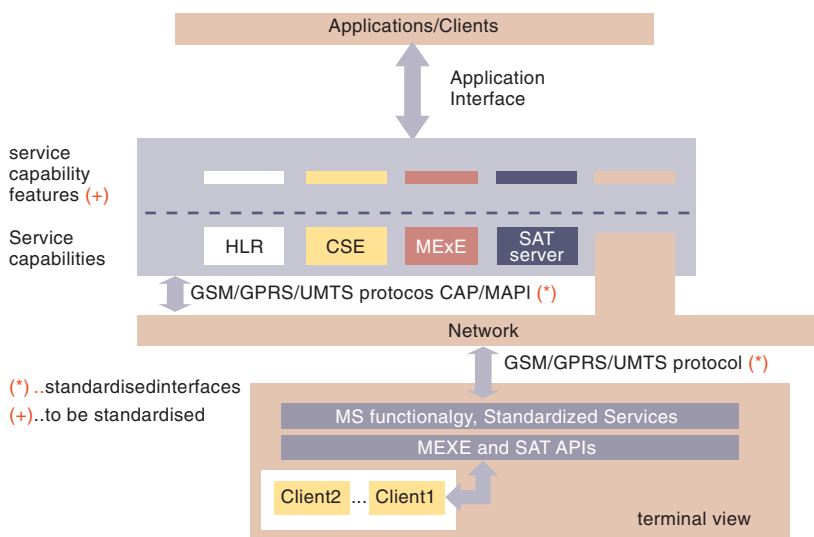 Applications/Clients
Application
Interface
service
capability
features (+)
Service
capabilities
HLR
CSE
MExE
SAT
server
GSM/GPRS/UMTS protocos CAP/MAPI (*)
Network
GSM/GPRS/UMTS protocol (*)
(*) ..standardisedinterfaces
(+)..to be standardised
MS functionalgy, Standardized Services
MEXE and SAT APIs
Client2 ... Client1
terminal view